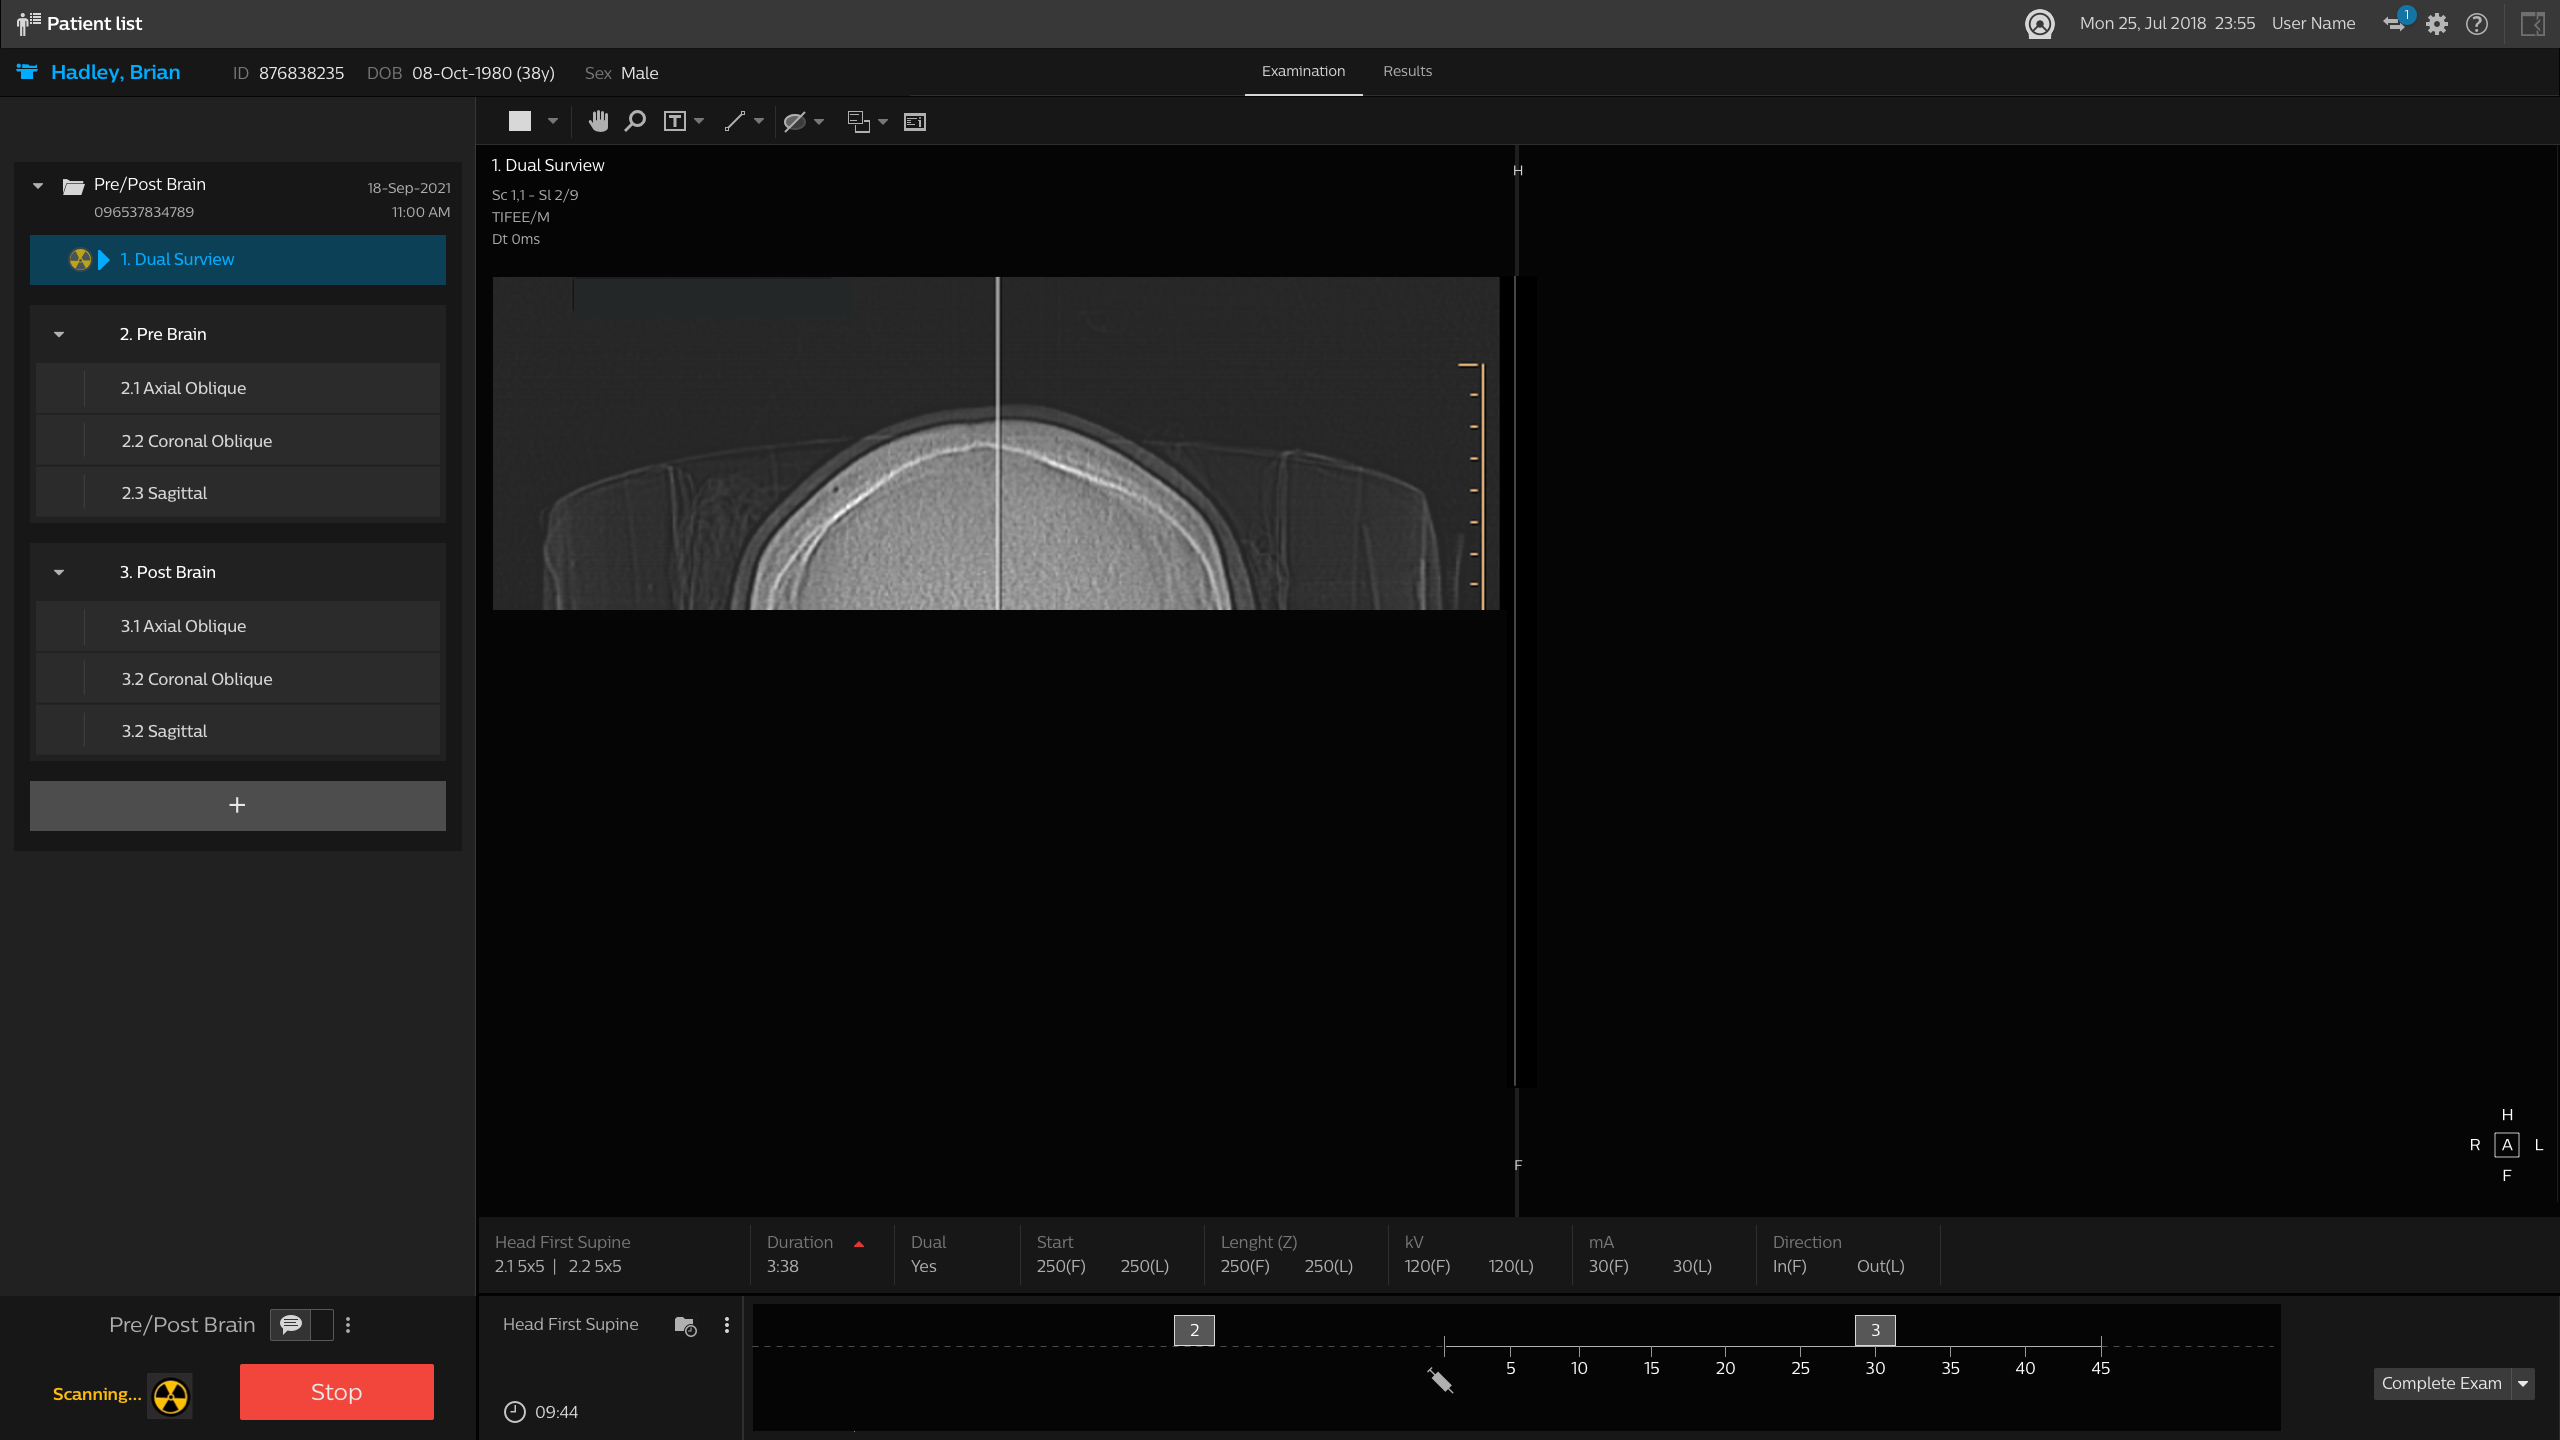 Patient list
Mon 25, Jul 2018 23:55 User Name 1
Hadley, Brian ID 876838235 DOB 08-Oct-1980 (38y) Sex Male
Examination Results
T
Pre/Post Brain 18-Sep-2021
096537834789 11:00 AM
1. Dual Surview
2. Pre Brain
2.1 Axial Oblique
2.2 Coronal Oblique
2.3 Sagittal
3. Post Brain
3.1 Axial Oblique
3.2 Coronal Oblique
3.2 Sagittal
+
1. Dual Surview
Sc 1,1 - Sl 2/9
TIFEE/M
Dt 0ms
H
F
H
R A L
F
Head First Supine Duration Dual Start Lenght (Z) kV mA Direction
2.1 5x5 | 2.2 5x5 3:38 Yes 250(F) 250(L) 250(F) 250(L) 120(F) 120(L) 30(F) 30(L) In(F) Out(L)
Pre/Post Brain
Scanning... Stop
Head First Supine
09:44
2 3
5 10 15 20 25 30 35 40 45
Complete Exam